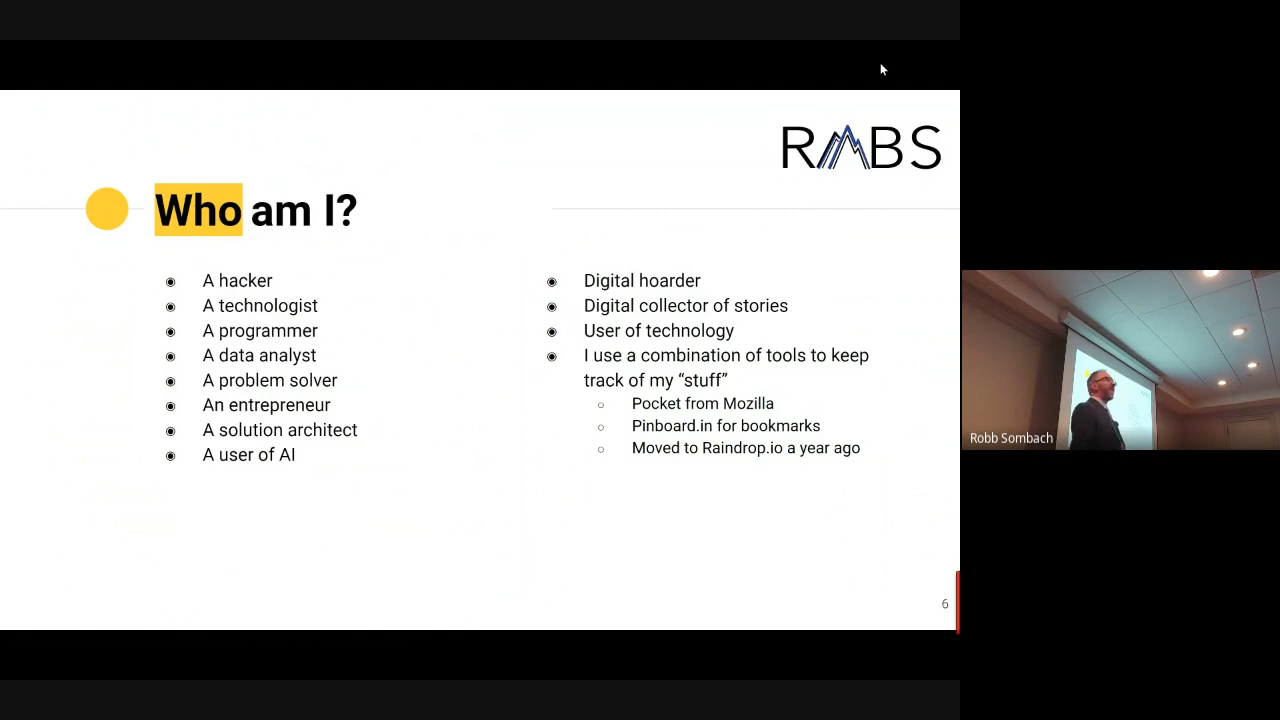 RMBS
Who am I?
A hacker
A technologist
A programmer
A data analyst
A problem solver
An entrepreneur
A solution architect
A user of AI
Digital hoarder
Digital collector of stories
User of technology
I use a combination of tools to keep
track of my “stuff”
Pocket from Mozilla
Pinboard.in for bookmarks
Moved to Raindrop.io a year ago
6
Robb Sombach